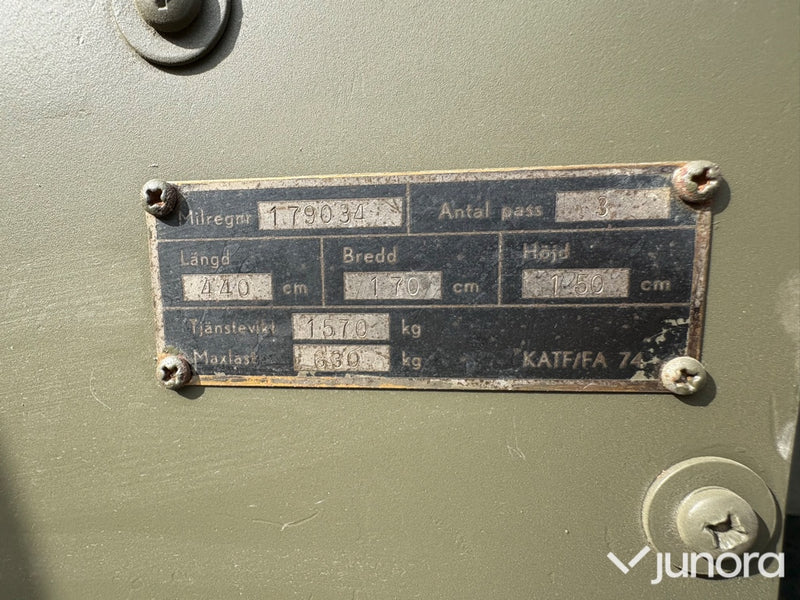 Milregnr 179034 Antal pass 3
Längd Bredd Höjd
440 cm 170 cm 150 cm
Tjänstevikt 1570 kg
Maxlast 630 kg KATF/FA 74
junora